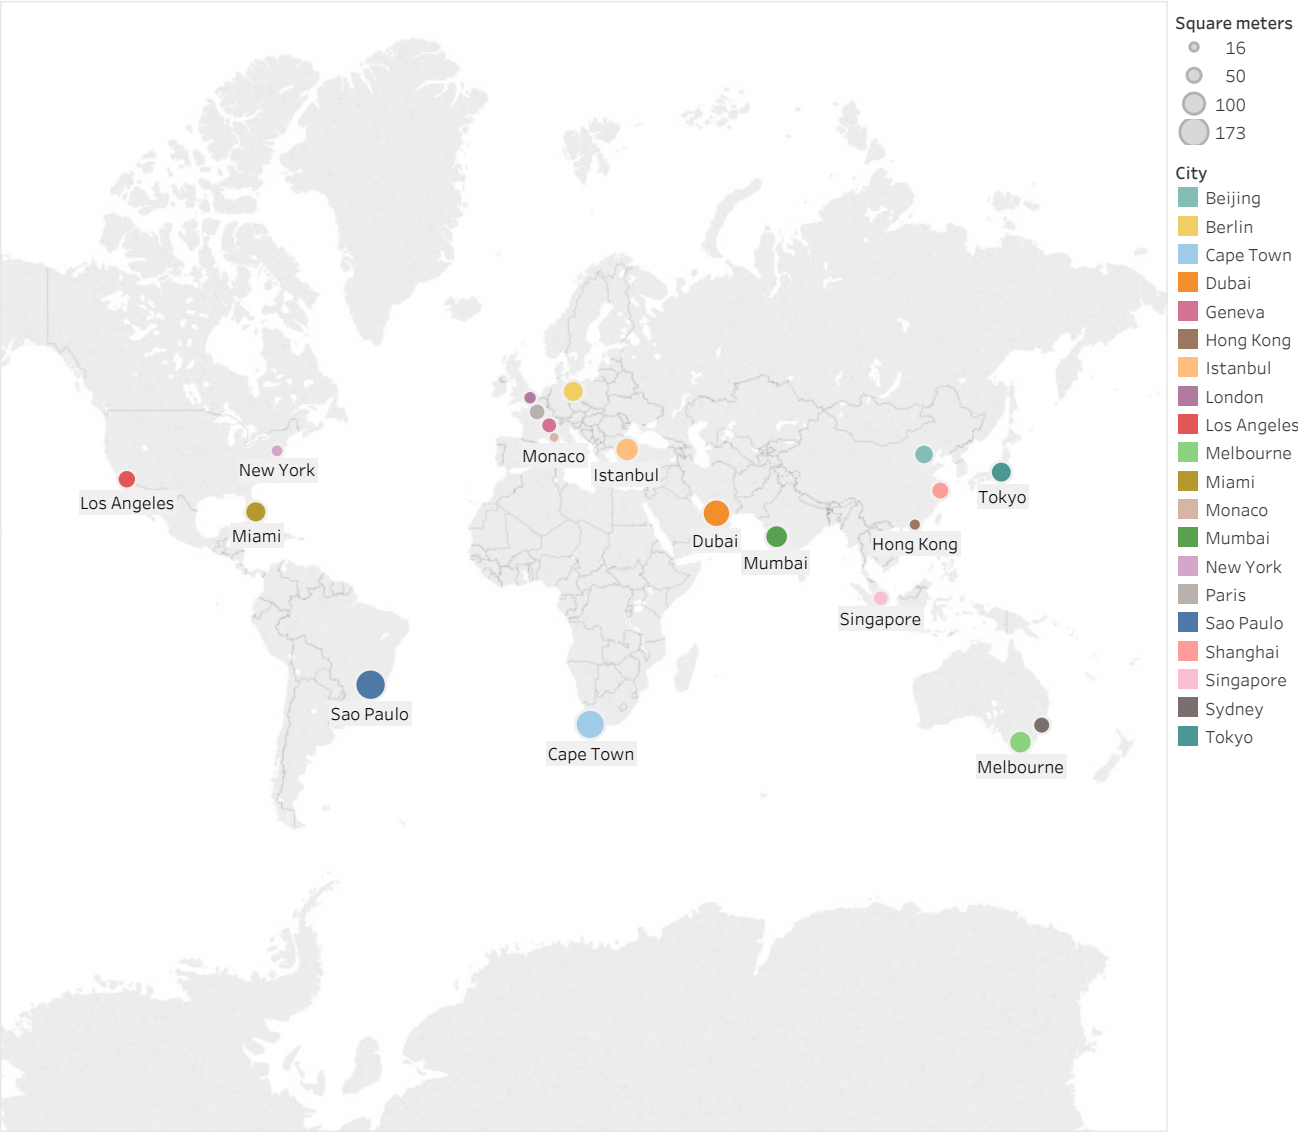 New York
Los Angeles
Miami
Sao Paulo
Monaco
Istanbul
Dubai
Mumbai
Cape Town
Tokyo
Hong Kong
Singapore
Melbourne
Square meters
16
50
100
173
City
Beijing
Berlin
Cape Town
Dubai
Geneva
Hong Kong
Istanbul
London
Los Angeles
Melbourne
Miami
Monaco
Mumbai
New York
Paris
Sao Paulo
Shanghai
Singapore
Sydney
Tokyo